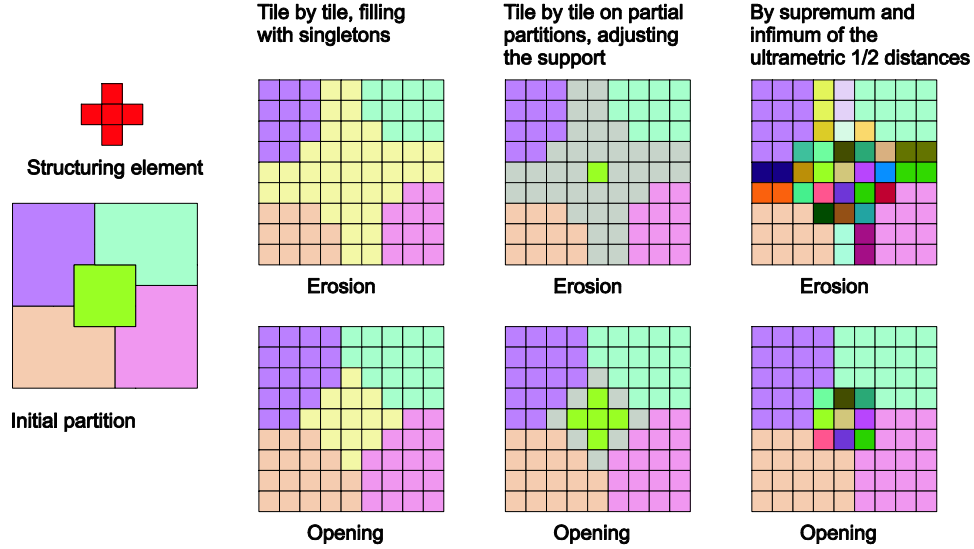 Tile by tile, filling
with singletons
Tile by tile on partial
partitions, adjusting
the support
By supremum and
infimum of the
ultrametric 1/2 distances
Structuring element
Initial partition
Erosion
Erosion
Erosion
Opening
Opening
Opening